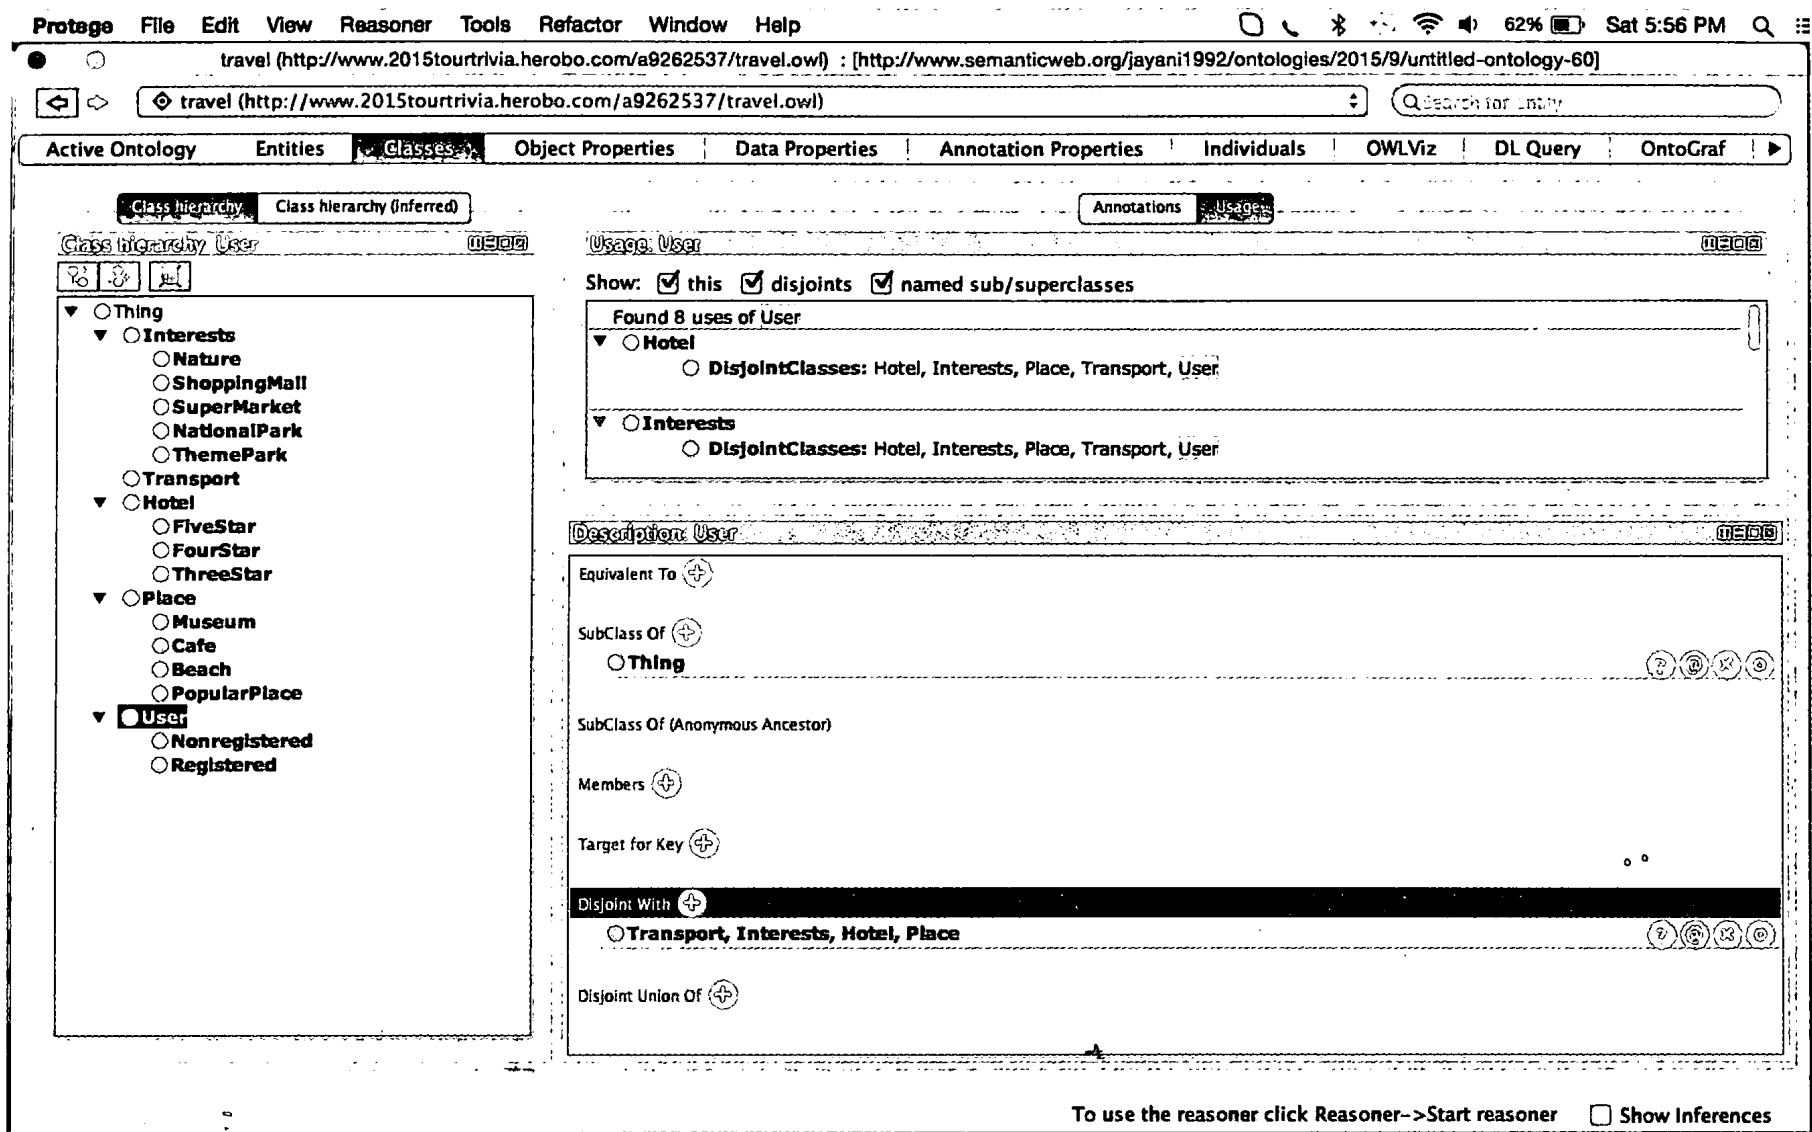 Protege File Edit View Reasoner Tools Refactor Window Help 62% Sat 5:56 PM
travel (http://www.2015tourtrivia.herobo.com/a9262537/travel.owl) : [http://www.semanticweb.org/jayani1992/ontologies/2015/9/untitled-ontology-60]
travel (http://www.2015tourtrivia.herobo.com/a9262537/travel.owl) Search for entity
Active Ontology Entities Classes Object Properties Data Properties Annotation Properties Individuals OWLViz DL Query OntoGraf
Class hierarchy Class hierarchy (inferred)
Class hierarchy: User
Thing
Interests
Nature
ShoppingMall
SuperMarket
NationalPark
ThemePark
Transport
Hotel
FiveStar
FourStar
ThreeStar
Place
Museum
Cafe
Beach
PopularPlace
User
Nonregistered
Registered
Annotations Usage
Usage: User
Show: this disjoints named sub/superclasses
Found 8 uses of User
Hotel
DisjointClasses: Hotel, Interests, Place, Transport, User
Interests
DisjointClasses: Hotel, Interests, Place, Transport, User
Description: User
Equivalent To
SubClass Of
Thing
SubClass Of (Anonymous Ancestor)
Members
Target for Key
Disjoint With
Transport, Interests, Hotel, Place
Disjoint Union Of
To use the reasoner click Reasoner->Start reasoner Show Inferences